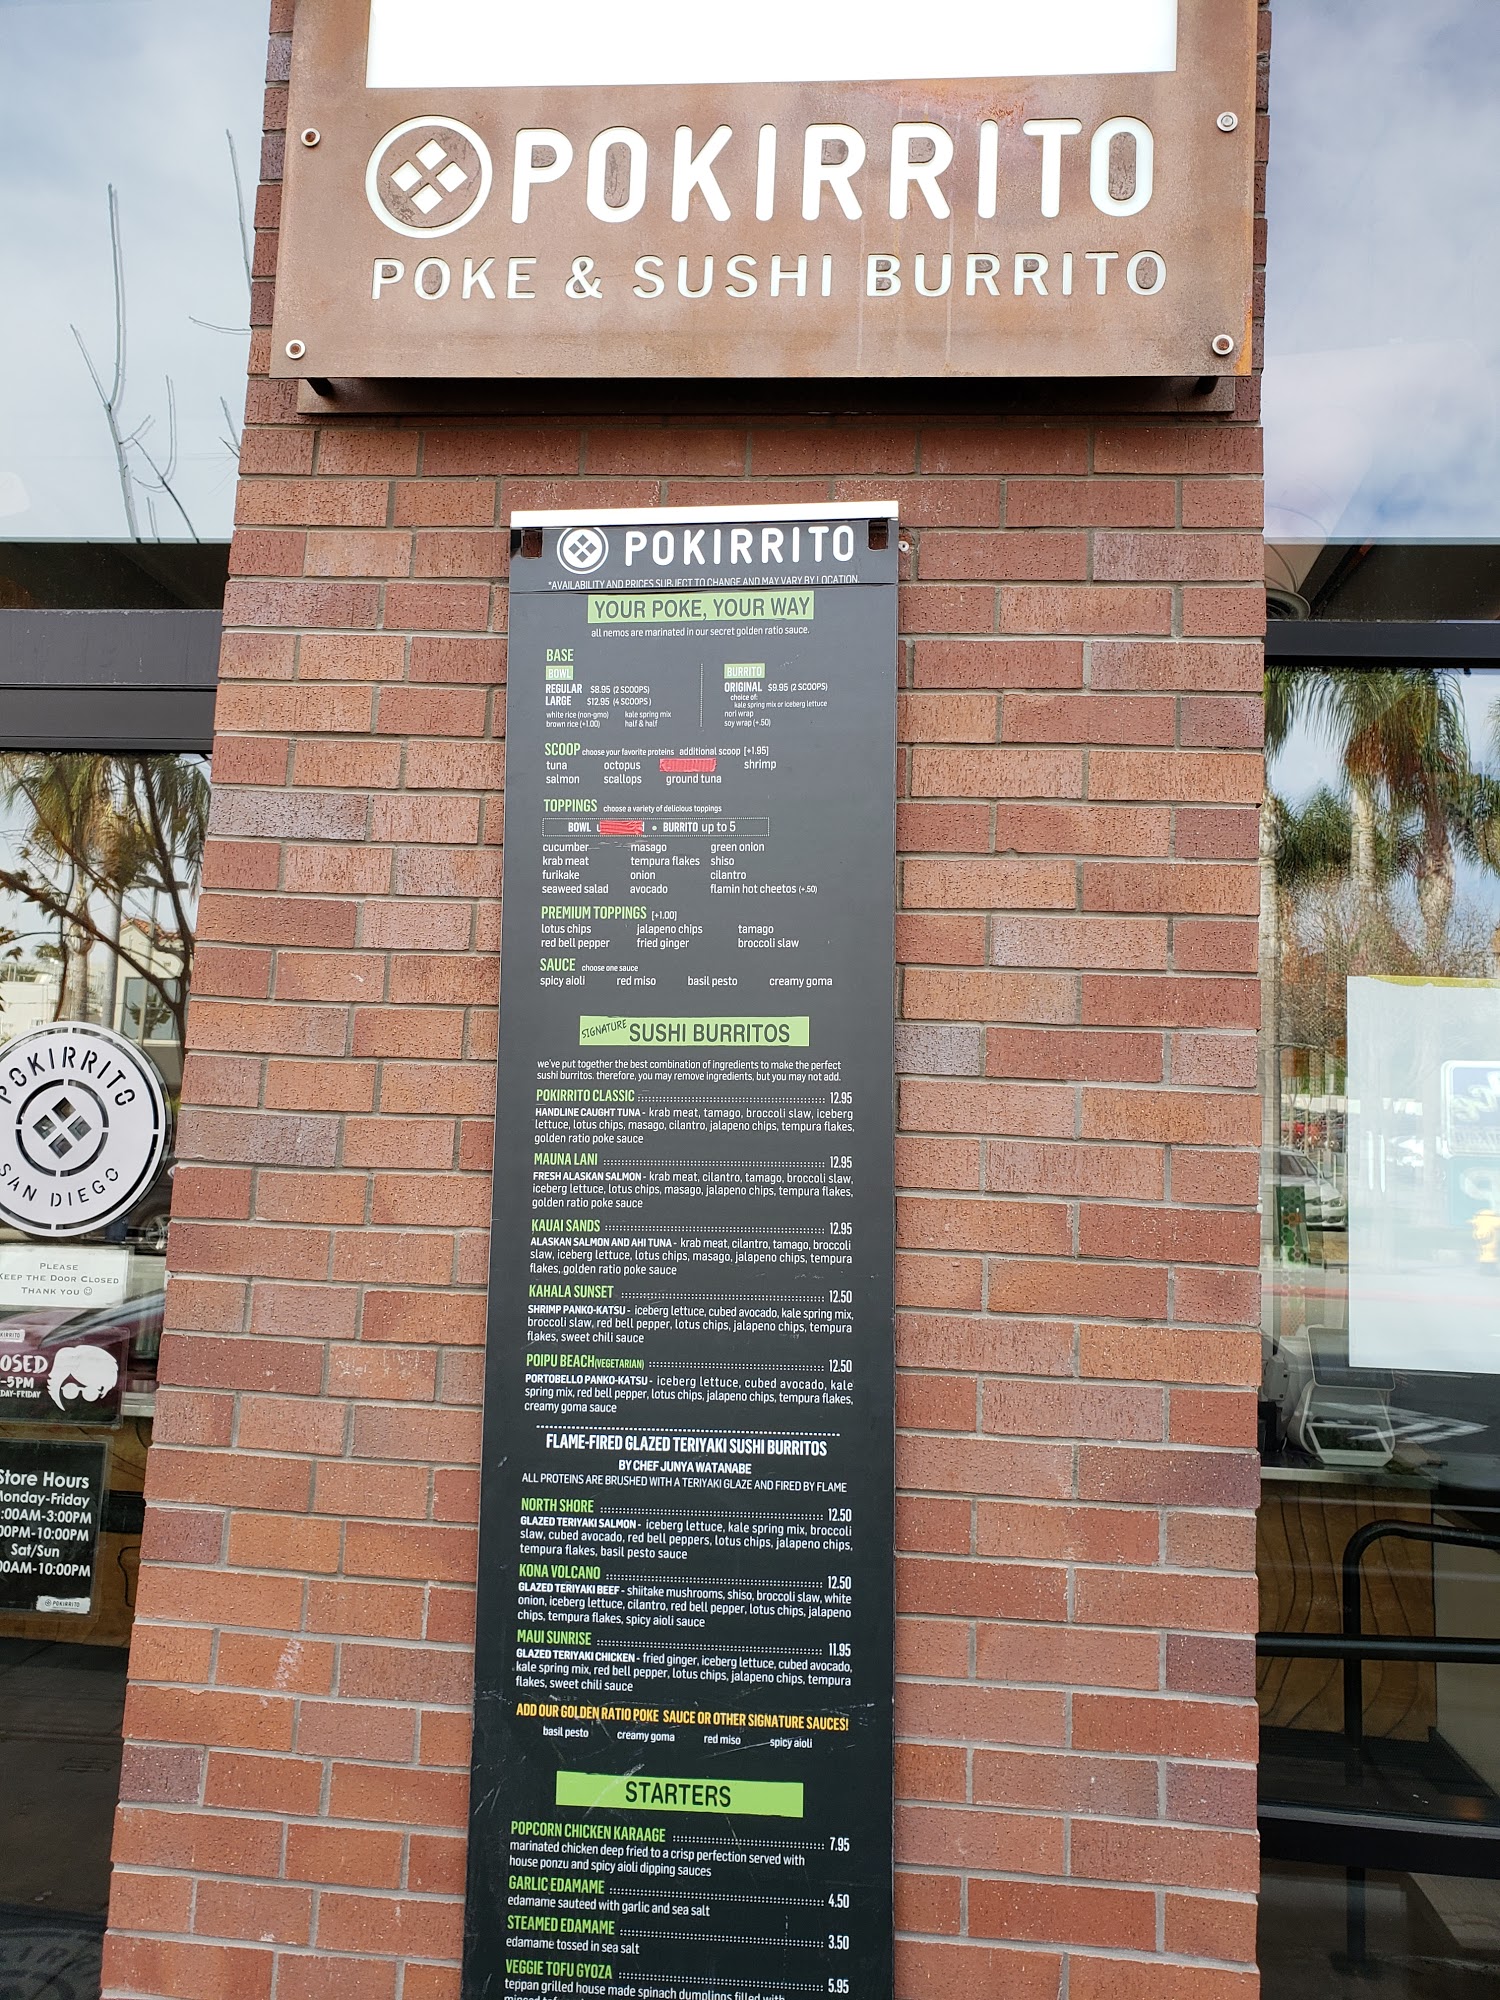 POKIRRITO
POKE & SUSHI BURRITO
POKIRRITO
*AVAILABILITY AND PRICES SUBJECT TO CHANGE AND MAY VARY BY LOCATION.
YOUR POKE, YOUR WAY
all nemos are marinated in our secret golden ratio sauce.
BASE
BOWL
REGULAR $8.95 (2 SCOOPS)
LARGE $12.95 (4 SCOOPS)
white rice (non-gmo) kale spring mix
brown rice (+1.00) half & half
BURRITO
ORIGINAL $9.95 (2 SCOOPS)
choice of:
kale spring mix or iceberg lettuce
nori wrap
soy wrap (+.50)
SCOOP choose your favorite proteins additional scoop [+1.95]
tuna octopus shrimp
salmon scallops ground tuna
TOPPINGS choose a variety of delicious toppings
BOWL • BURRITO up to 5
cucumber masago green onion
krab meat tempura flakes shiso
furikake onion cilantro
seaweed salad avocado flamin hot cheetos (+.50)
PREMIUM TOPPINGS [+1.00]
lotus chips jalapeno chips tamago
red bell pepper fried ginger broccoli slaw
SAUCE choose one sauce
spicy aioli red miso basil pesto creamy goma
SIGNATURE SUSHI BURRITOS
we've put together the best combination of ingredients to make the perfect
sushi burritos. therefore, you may remove ingredients, but you may not add.
POKIRRITO CLASSIC 12.95
HANDLINE CAUGHT TUNA - krab meat, tamago, broccoli slaw, iceberg
lettuce, lotus chips, masago, cilantro, jalapeno chips, tempura flakes,
golden ratio poke sauce
MAUNA LANI 12.95
FRESH ALASKAN SALMON - krab meat, cilantro, tamago, broccoli slaw,
iceberg lettuce, lotus chips, masago, jalapeno chips, tempura flakes,
golden ratio poke sauce
KAUAI SANDS 12.95
ALASKAN SALMON AND AHI TUNA - krab meat, cilantro, tamago, broccoli
slaw, iceberg lettuce, lotus chips, masago, jalapeno chips, tempura
flakes, golden ratio poke sauce
KAHALA SUNSET 12.50
SHRIMP PANKO-KATSU - iceberg lettuce, cubed avocado, kale spring mix,
broccoli slaw, red bell pepper, lotus chips, jalapeno chips, tempura
flakes, sweet chili sauce
POIPU BEACH(VEGETARIAN) 12.50
PORTOBELLO PANKO-KATSU - iceberg lettuce, cubed avocado, kale
spring mix, red bell pepper, lotus chips, jalapeno chips, tempura flakes,
creamy goma sauce
FLAME-FIRED GLAZED TERIYAKI SUSHI BURRITOS
BY CHEF JUNYA WATANABE
ALL PROTEINS ARE BRUSHED WITH A TERIYAKI GLAZE AND FIRED BY FLAME
NORTH SHORE 12.50
GLAZED TERIYAKI SALMON - iceberg lettuce, kale spring mix, broccoli
slaw, cubed avocado, red bell peppers, lotus chips, jalapeno chips,
tempura flakes, basil pesto sauce
KONA VOLCANO 12.50
GLAZED TERIYAKI BEEF - shiitake mushrooms, shiso, broccoli slaw, white
onion, iceberg lettuce, cilantro, red bell pepper, lotus chips, jalapeno
chips, tempura flakes, spicy aioli sauce
MAUI SUNRISE 11.95
GLAZED TERIYAKI CHICKEN - fried ginger, iceberg lettuce, cubed avocado,
kale spring mix, red bell pepper, lotus chips, jalapeno chips, tempura
flakes, sweet chili sauce
ADD OUR GOLDEN RATIO POKE SAUCE OR OTHER SIGNATURE SAUCES!
basil pesto creamy goma red miso spicy aioli
STARTERS
POPCORN CHICKEN KARAAGE 7.95
marinated chicken deep fried to a crisp perfection served with
house ponzu and spicy aioli dipping sauces
GARLIC EDAMAME 4.50
edamame sauteed with garlic and sea salt
STEAMED EDAMAME 3.50
edamame tossed in sea salt
VEGGIE TOFU GYOZA 5.95
teppan grilled house made spinach dumplings filled with
POKIRRITO
SAN DIEGO
PLEASE
KEEP THE DOOR CLOSED
THANK YOU ☺
OSED
-5PM
DAY-FRIDAY
Store Hours
Monday-Friday
:00AM-3:00PM
00PM-10:00PM
Sat/Sun
00AM-10:00PM
POKIRRITO